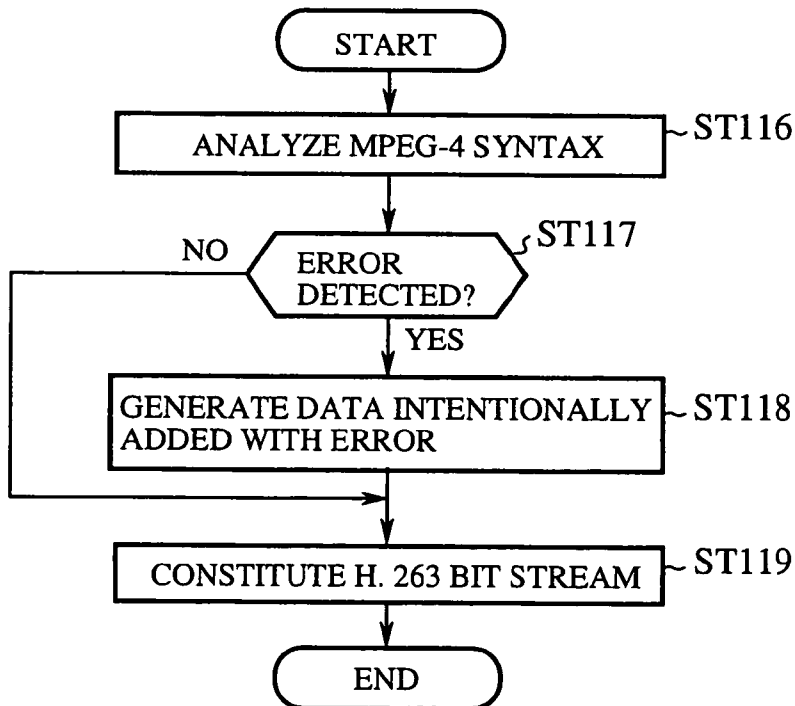 START
ANALYZE MPEG-4 SYNTAX
ST116
ST117
NO
ERROR
DETECTED?
YES
GENERATE DATA INTENTIONALLY
ADDED WITH ERROR
ST118
CONSTITUTE H. 263 BIT STREAM
ST119
END